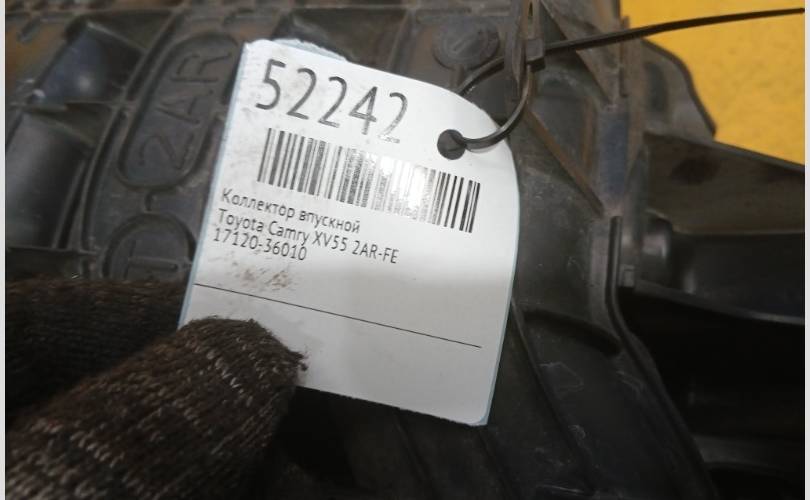 52242
Коллектор впускной
Toyota Camry XV55 2AR-FE
17120-36010
2AR